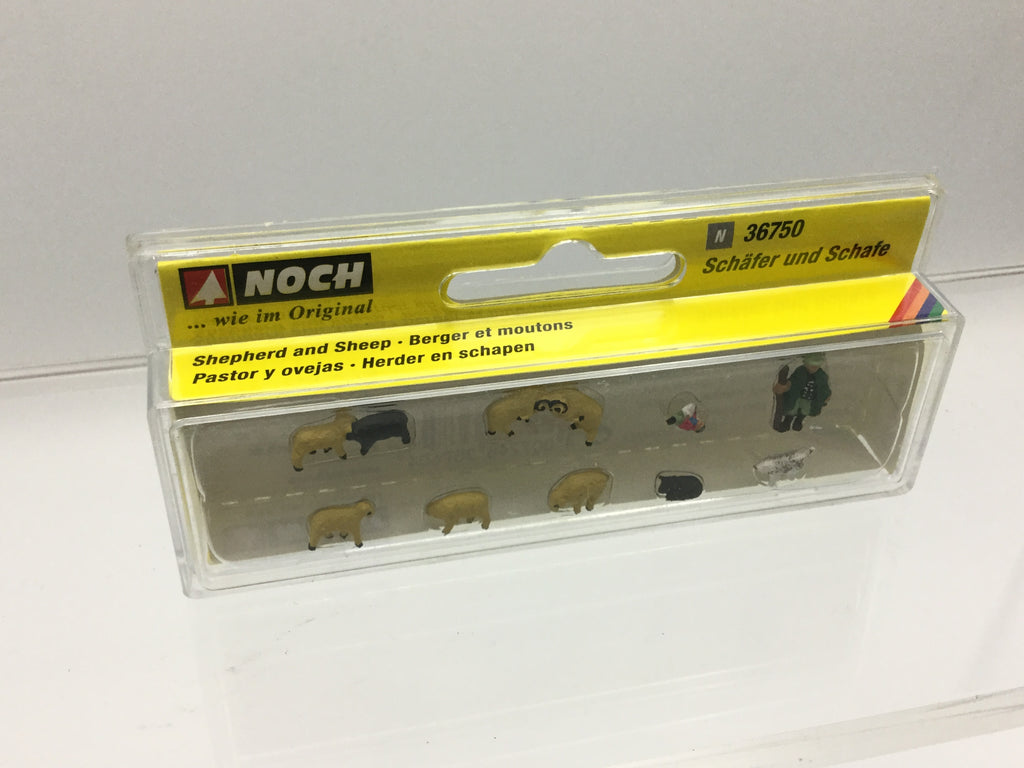 NOCH
... wie im Original
N 36750
Schäfer und Schafe
Shepherd and Sheep · Berger et moutons
Pastor y ovejas · Herder en schapen